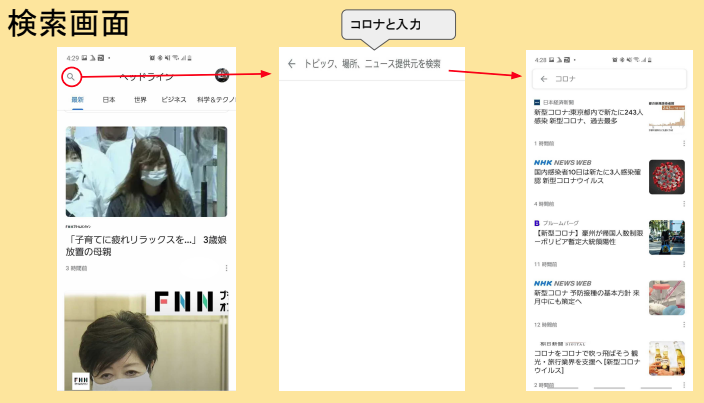 検索画面
コロナと入力
4:29
ヘッドライン
最新 日本 世界 ビジネス 科学&テクノ
「子育てに疲れリラックスを...」 3歳娘
放置の母親
3 時間前
FNN
FNN
トピック、場所、ニュース提供元を検索
4:28
コロナ
日本経済新聞
新型コロナ:東京都内で新たに243人
感染 新型コロナ、過去最多
1 時間前
NHK NEWS WEB
国内感染者10日は新たに3人感染確
認 新型コロナウイルス
4 時間前
B ブルームバーグ
【新型コロナ】豪州が帰国人数制限
ーボリビア暫定大統領陽性
11 時間前
NHK NEWS WEB
新型コロナ 予防接種の基本方針 来
月中にも策定へ
12 時間前
朝日新聞
コロナをコロナで吹っ飛ばそう 観
光・旅行業界を支援へ [新型コロナ
ウイルス]
2 時間前